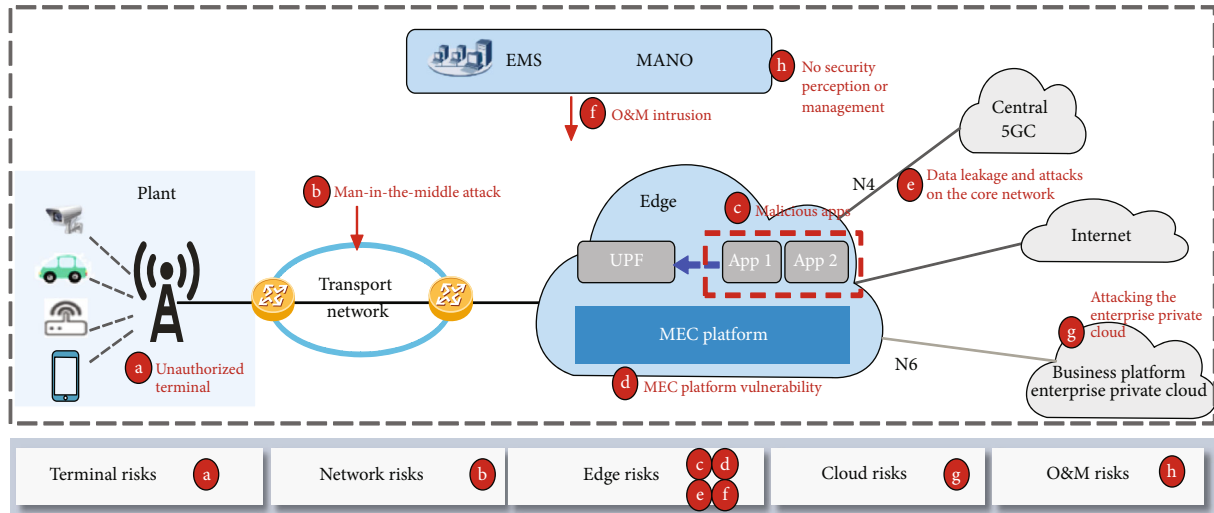 EMS
MANO
h
No security
perception or
management
f
O&M intrusion
Central
5GC
Plant
b
Man-in-the-middle attack
N4
e
Data leakage and attacks
on the core network
Edge
c
Malicious apps
UPF
App 1
App 2
Internet
Transport
network
MEC platform
Attacking the
enterprise private
cloud
g
a
Unauthorized
terminal
d
MEC platform vulnerability
N6
Business platform
enterprise private cloud
Terminal risks
a
Network risks
b
Edge risks
c
d
e
f
Cloud risks
g
O&M risks
h